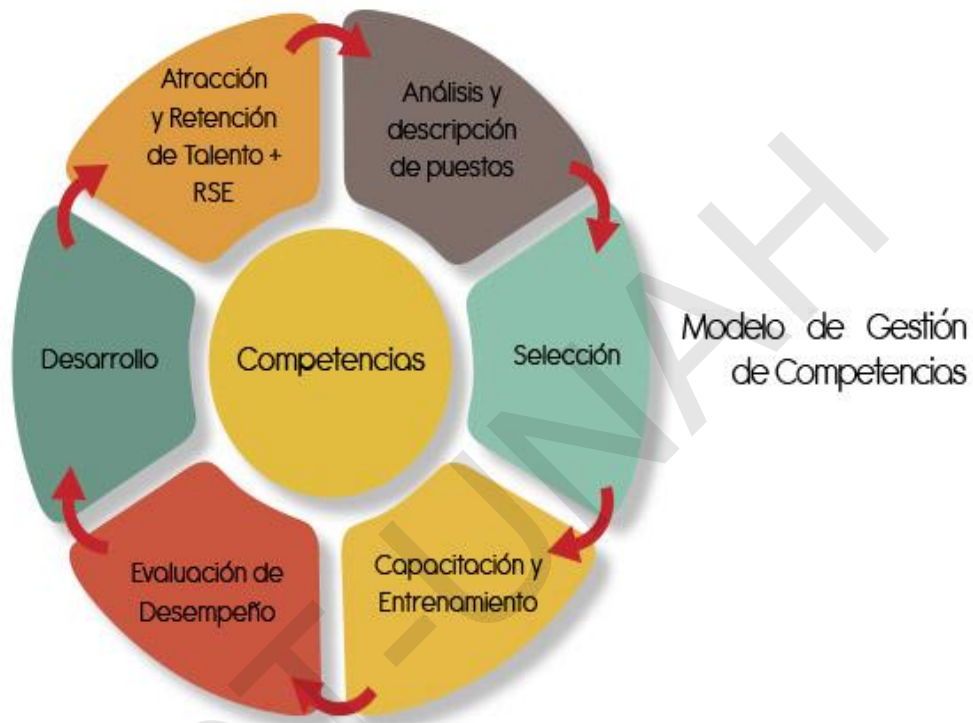 Atracción
y Retención
de Talento +
RSE
Análisis y
descripción
de puestos
Selección
Capacitación y
Entrenamiento
Evaluación de
Desempeño
Desarrollo
Competencias
Modelo de Gestión
de Competencias
T-UNAH